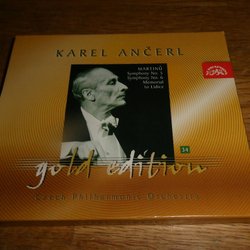 KAREL ANČERL
MARTINŮ
Symphony No. 5
Symphony No. 6
Memorial
to Lidice
SUPRAPHON
34
gold edition
Czech Philharmonic Orchestra